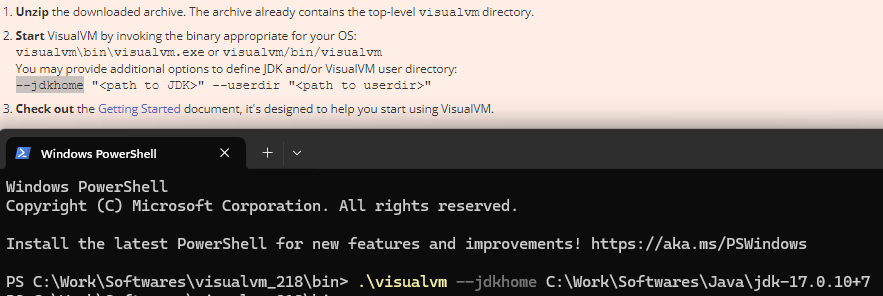 1. Unzip the downloaded archive. The archive already contains the top-level visualvm directory.
2. Start VisualVM by invoking the binary appropriate for your OS:
visualvm\bin\visualvm.exe or visualvm/bin/visualvm
You may provide additional options to define JDK and/or VisualVM user directory:
--jdkhome "<path to JDK>" --userdir "<path to userdir>"
3. Check out the Getting Started document, it's designed to help you start using VisualVM.
Windows PowerShell
Windows PowerShell
Copyright (C) Microsoft Corporation. All rights reserved.
Install the latest PowerShell for new features and improvements! https://aka.ms/PSWindows
PS C:\Work\Softwares\visualvm_218\bin> .\visualvm --jdkhome C:\Work\Softwares\Java\jdk-17.0.10+7